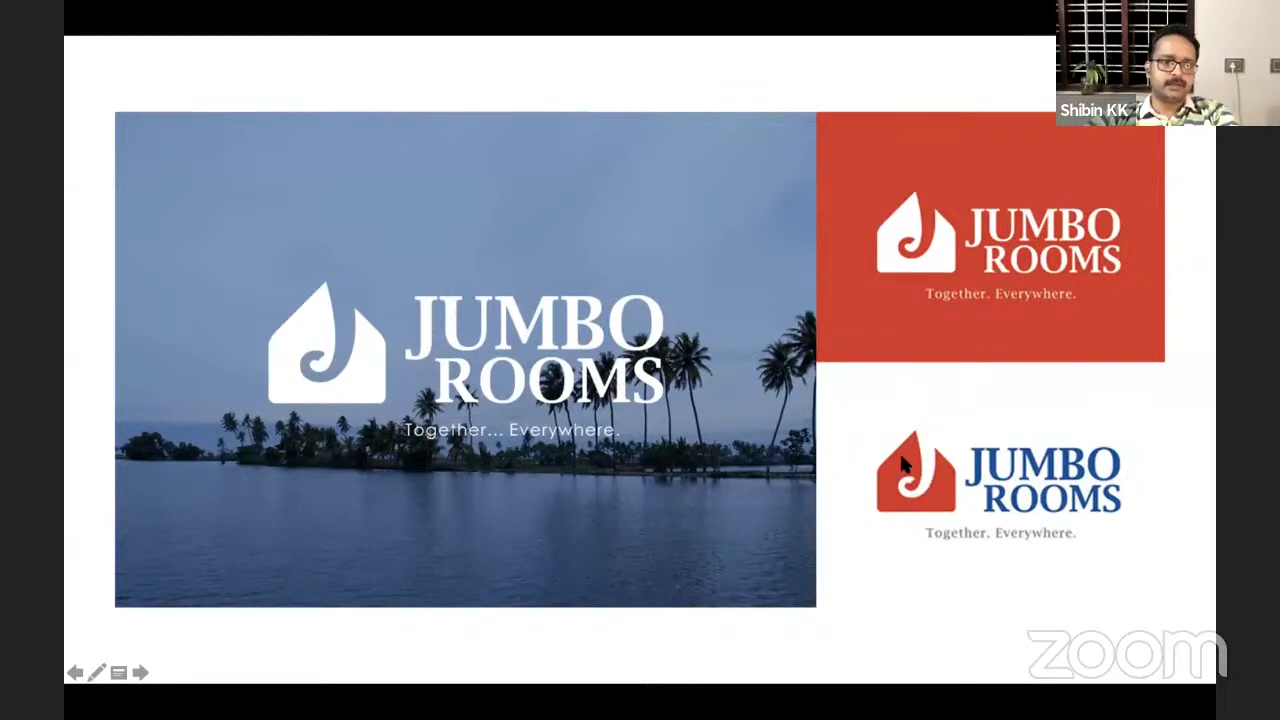 Shibin KK
JUMBO
ROOMS
Together... Everywhere.
JUMBO
ROOMS
Together. Everywhere.
JUMBO
ROOMS
Together. Everywhere.
zoom